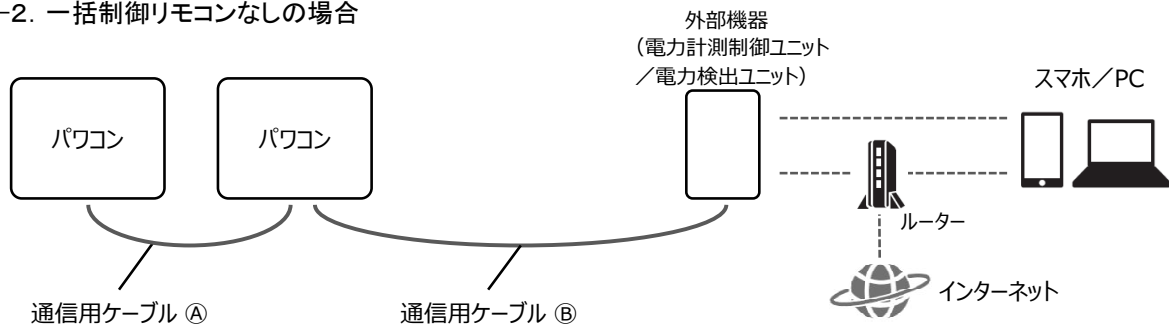 -2．一括制御リモコンなしの場合
外部機器
（電力計測制御ユニット
／電力検出ユニット）
スマホ／PC
パワコン
パワコン
ルーター
インターネット
通信用ケーブル Ⓐ
通信用ケーブル Ⓑ